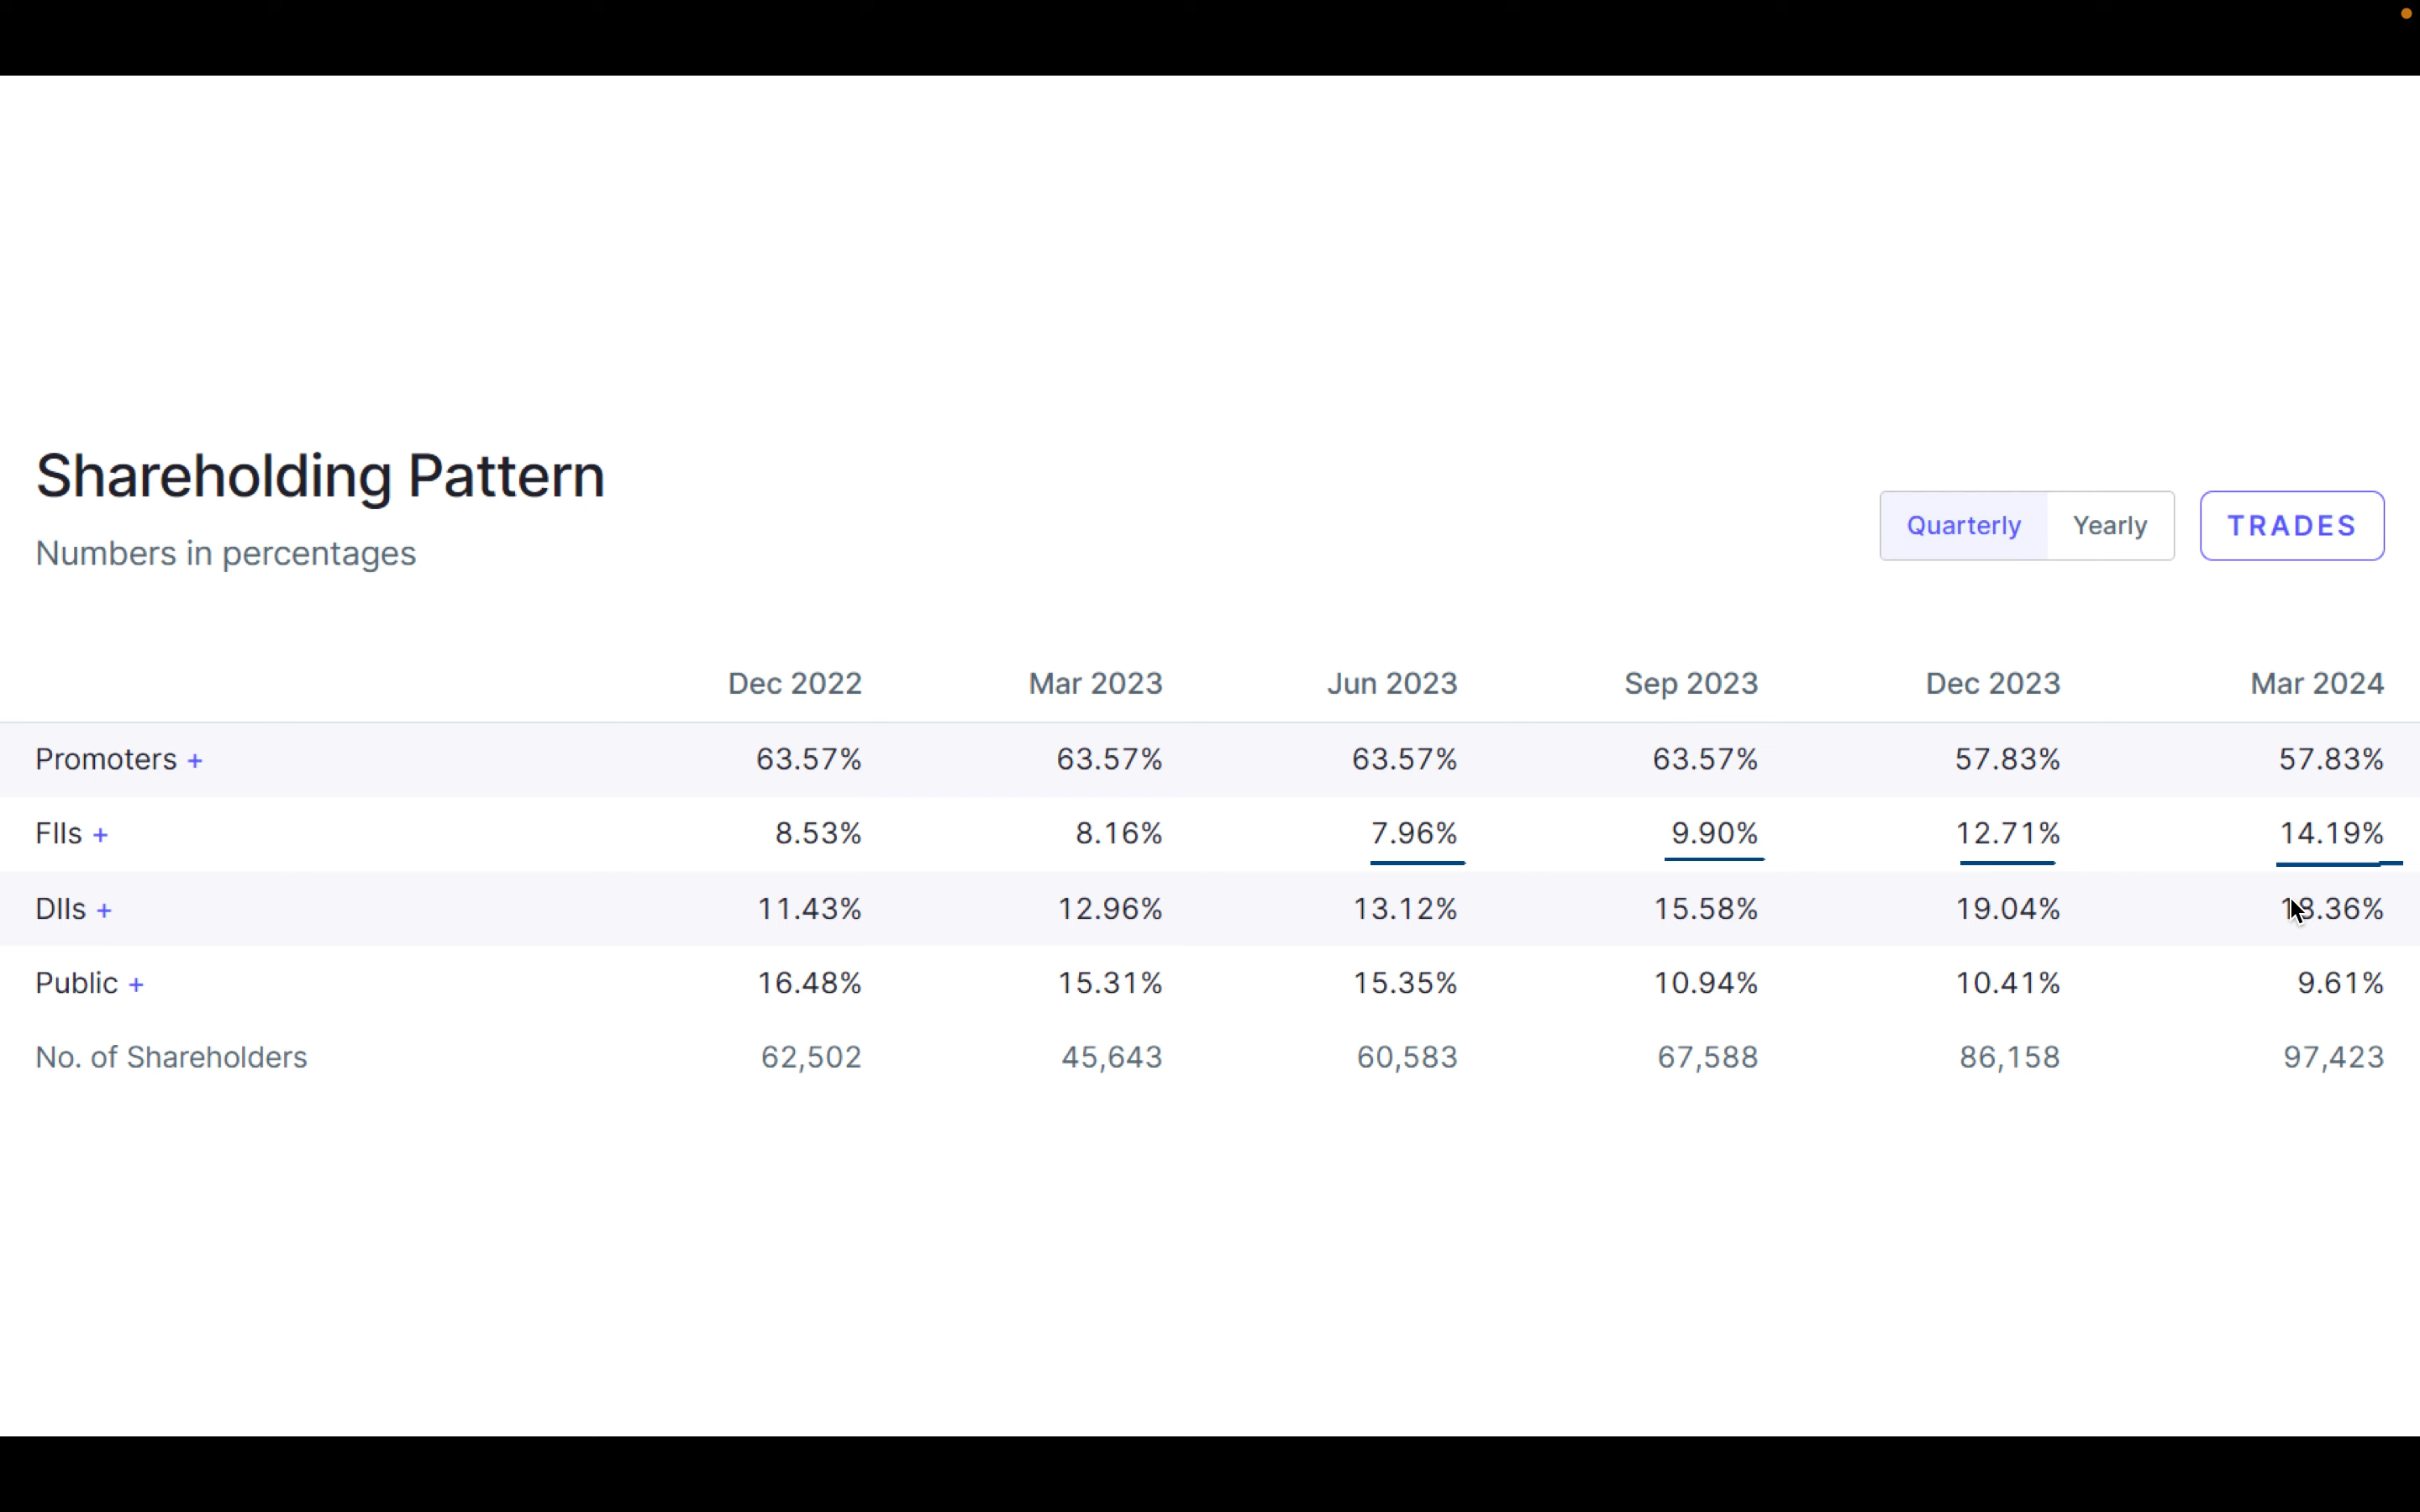 Shareholding Pattern
Numbers in percentages
Quarterly Yearly TRADES
Dec 2022 Mar 2023 Jun 2023 Sep 2023 Dec 2023 Mar 2024
Promoters + 63.57% 63.57% 63.57% 63.57% 57.83% 57.83%
FIIs + 8.53% 8.16% 7.96% 9.90% 12.71% 14.19%
DIIs + 11.43% 12.96% 13.12% 15.58% 19.04% 18.36%
Public + 16.48% 15.31% 15.35% 10.94% 10.41% 9.61%
No. of Shareholders 62,502 45,643 60,583 67,588 86,158 97,423